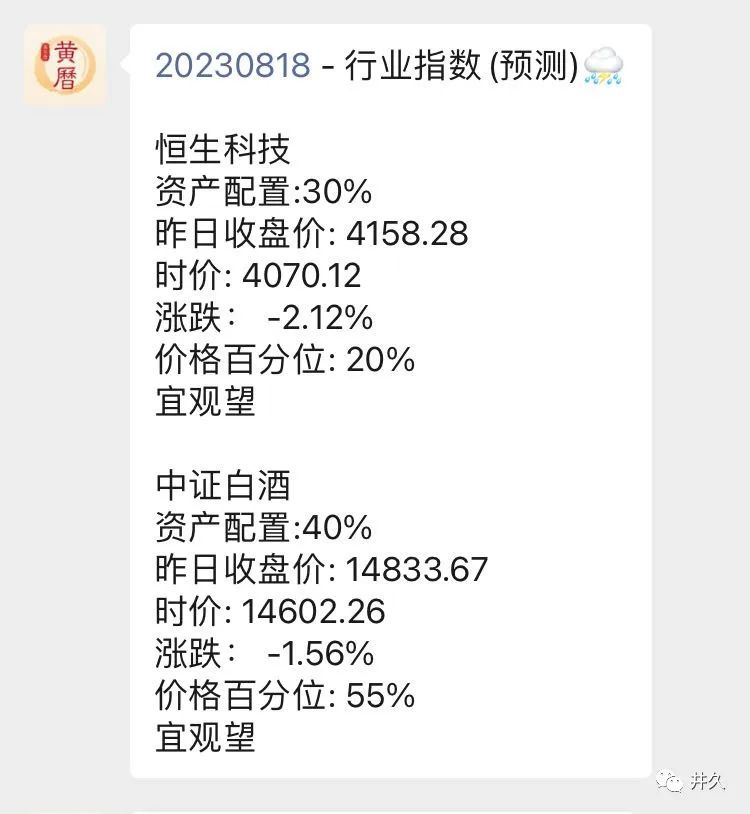 黄曆
20230818 - 行业指数 (预测)⛈️
恒生科技
资产配置:30%
昨日收盘价: 4158.28
时价: 4070.12
涨跌： -2.12%
价格百分位: 20%
宜观望
中证白酒
资产配置:40%
昨日收盘价: 14833.67
时价: 14602.26
涨跌： -1.56%
价格百分位: 55%
宜观望
井久